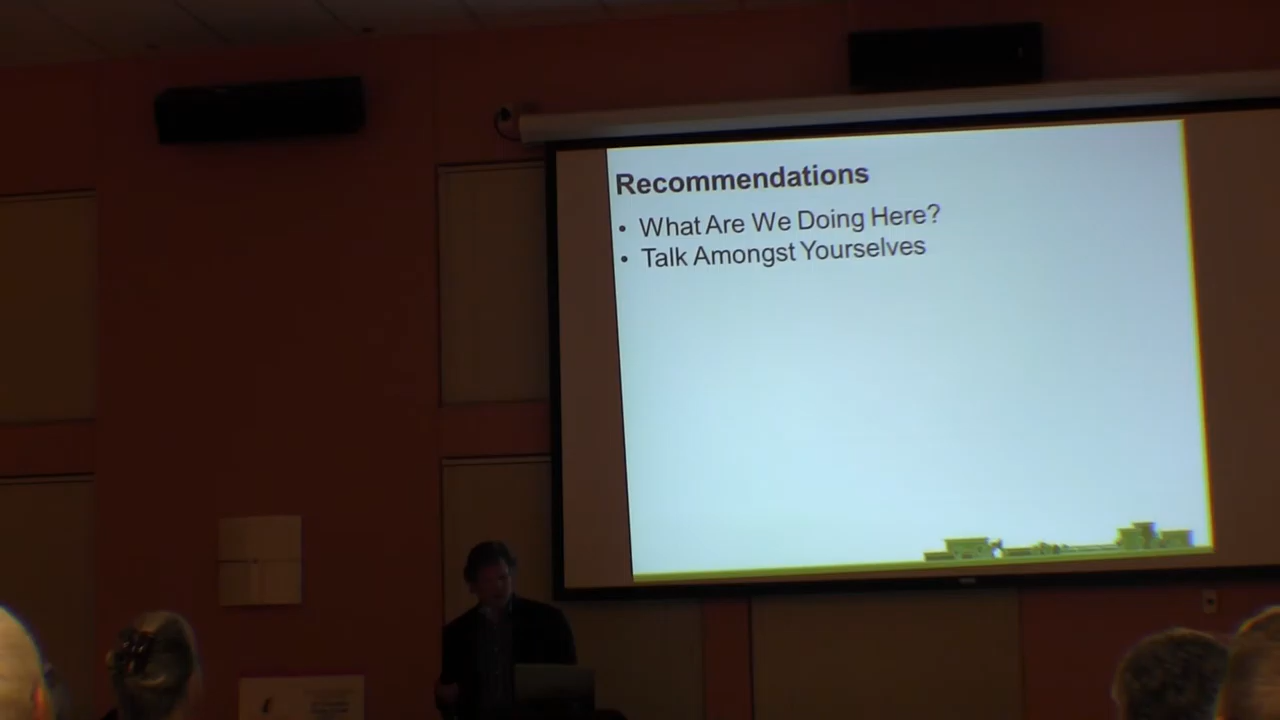 Recommendations
• What Are We Doing Here?
• Talk Amongst Yourselves